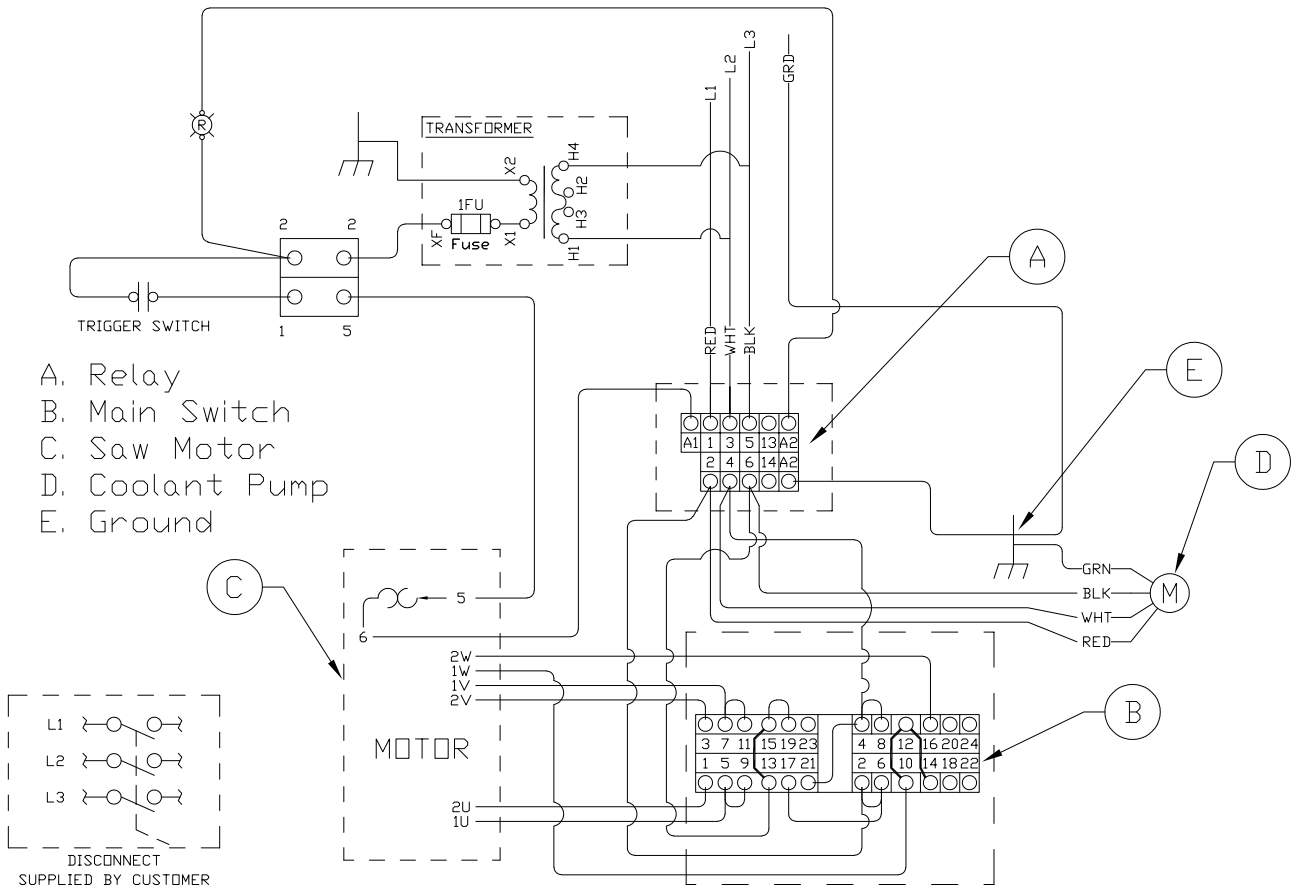 L3
L2
L1
GRD
R
TRANSFORMER
X2
H4
H2
1FU
H3
XF
Fuse
X1
H1
2 2
A
TRIGGER SWITCH
1 5
RED
WHT
BLK
E
A. Relay
B. Main Switch
C. Saw Motor
D. Coolant Pump
E. Ground
A1 1 3 5 13 A2
2 4 6 14 A2
D
C
5
6
GRN
BLK
M
WHT
RED
2W
1W
1V
2V
B
L1
L2
L3
MOTOR
3 7 11 15 19 23
4 8 12 16 20 24
1 5 9 13 17 21
2 6 10 14 18 22
2U
1U
DISCONNECT
SUPPLIED BY CUSTOMER